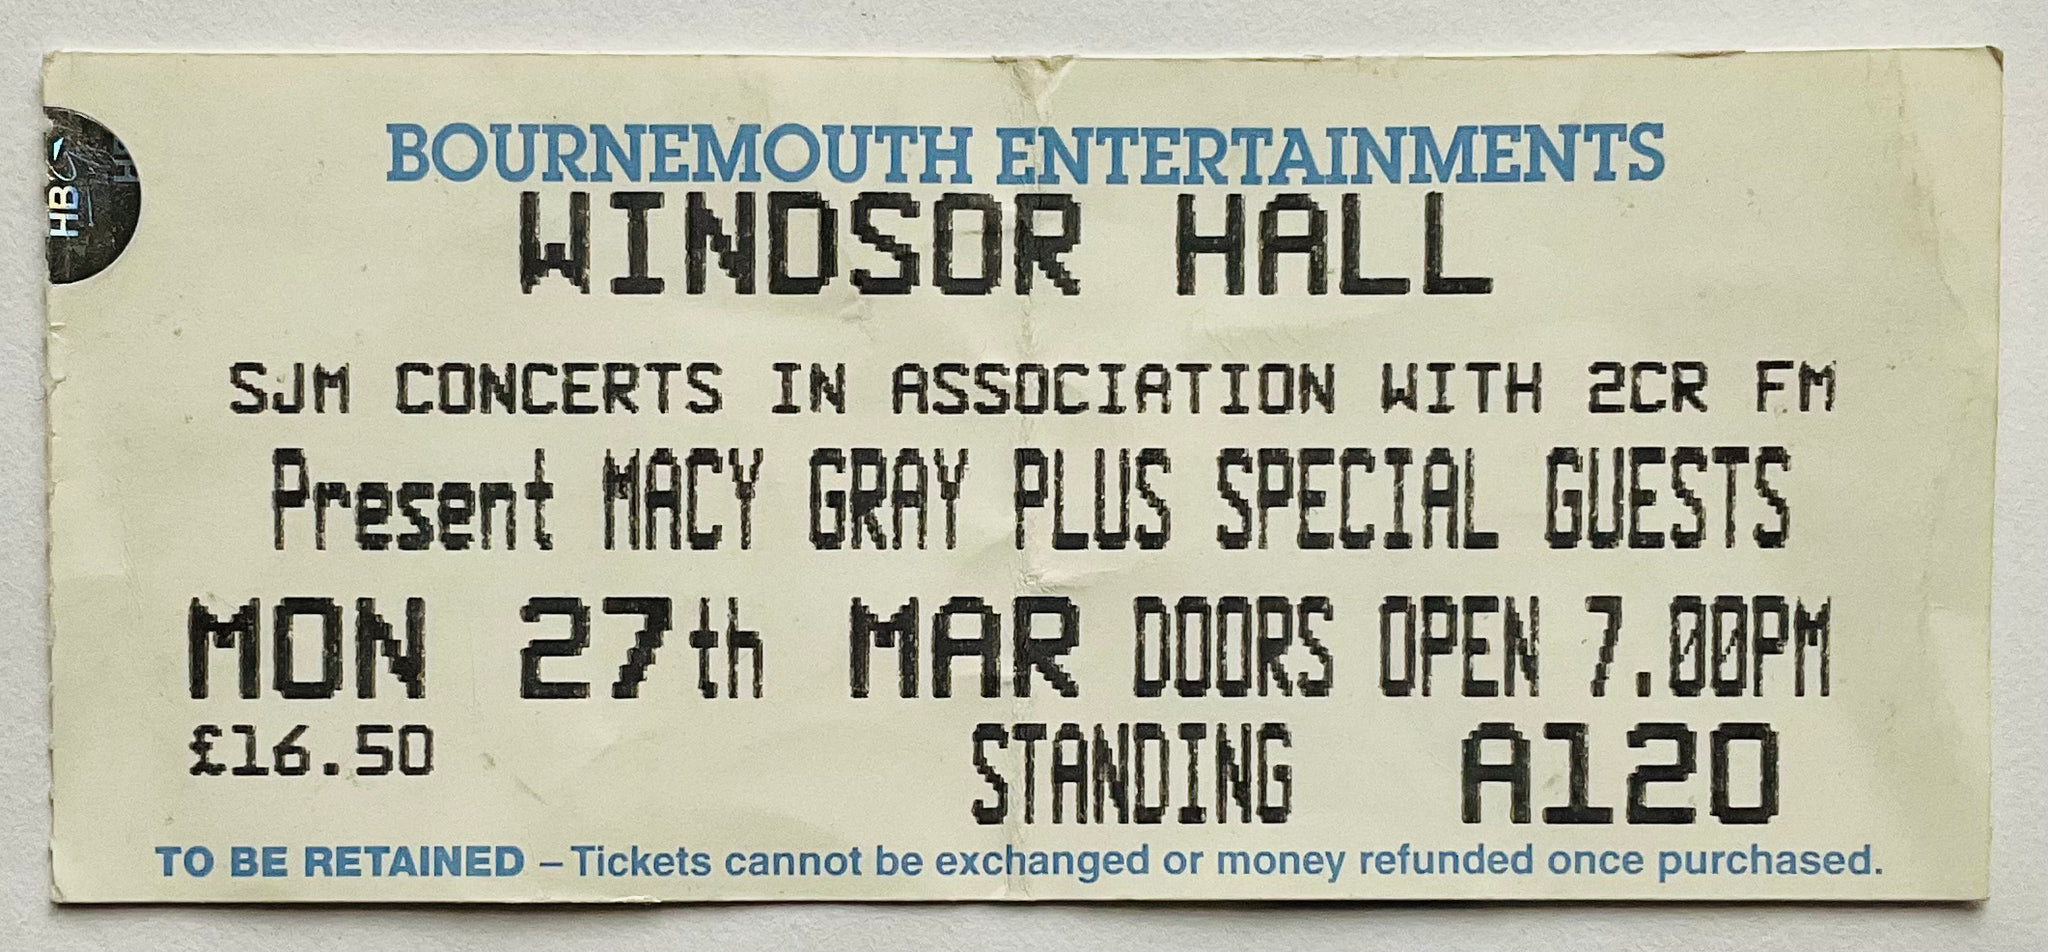 BOURNEMOUTH ENTERTAINMENTS
WINDSOR HALL
HB
SJM CONCERTS IN ASSOCIATION WITH 2CR FM
Present MACY GRAY PLUS SPECIAL GUESTS
MON 27th MAR DOORS OPEN 7.00PM
£16.50 STANDING A120
TO BE RETAINED – Tickets cannot be exchanged or money refunded once purchased.